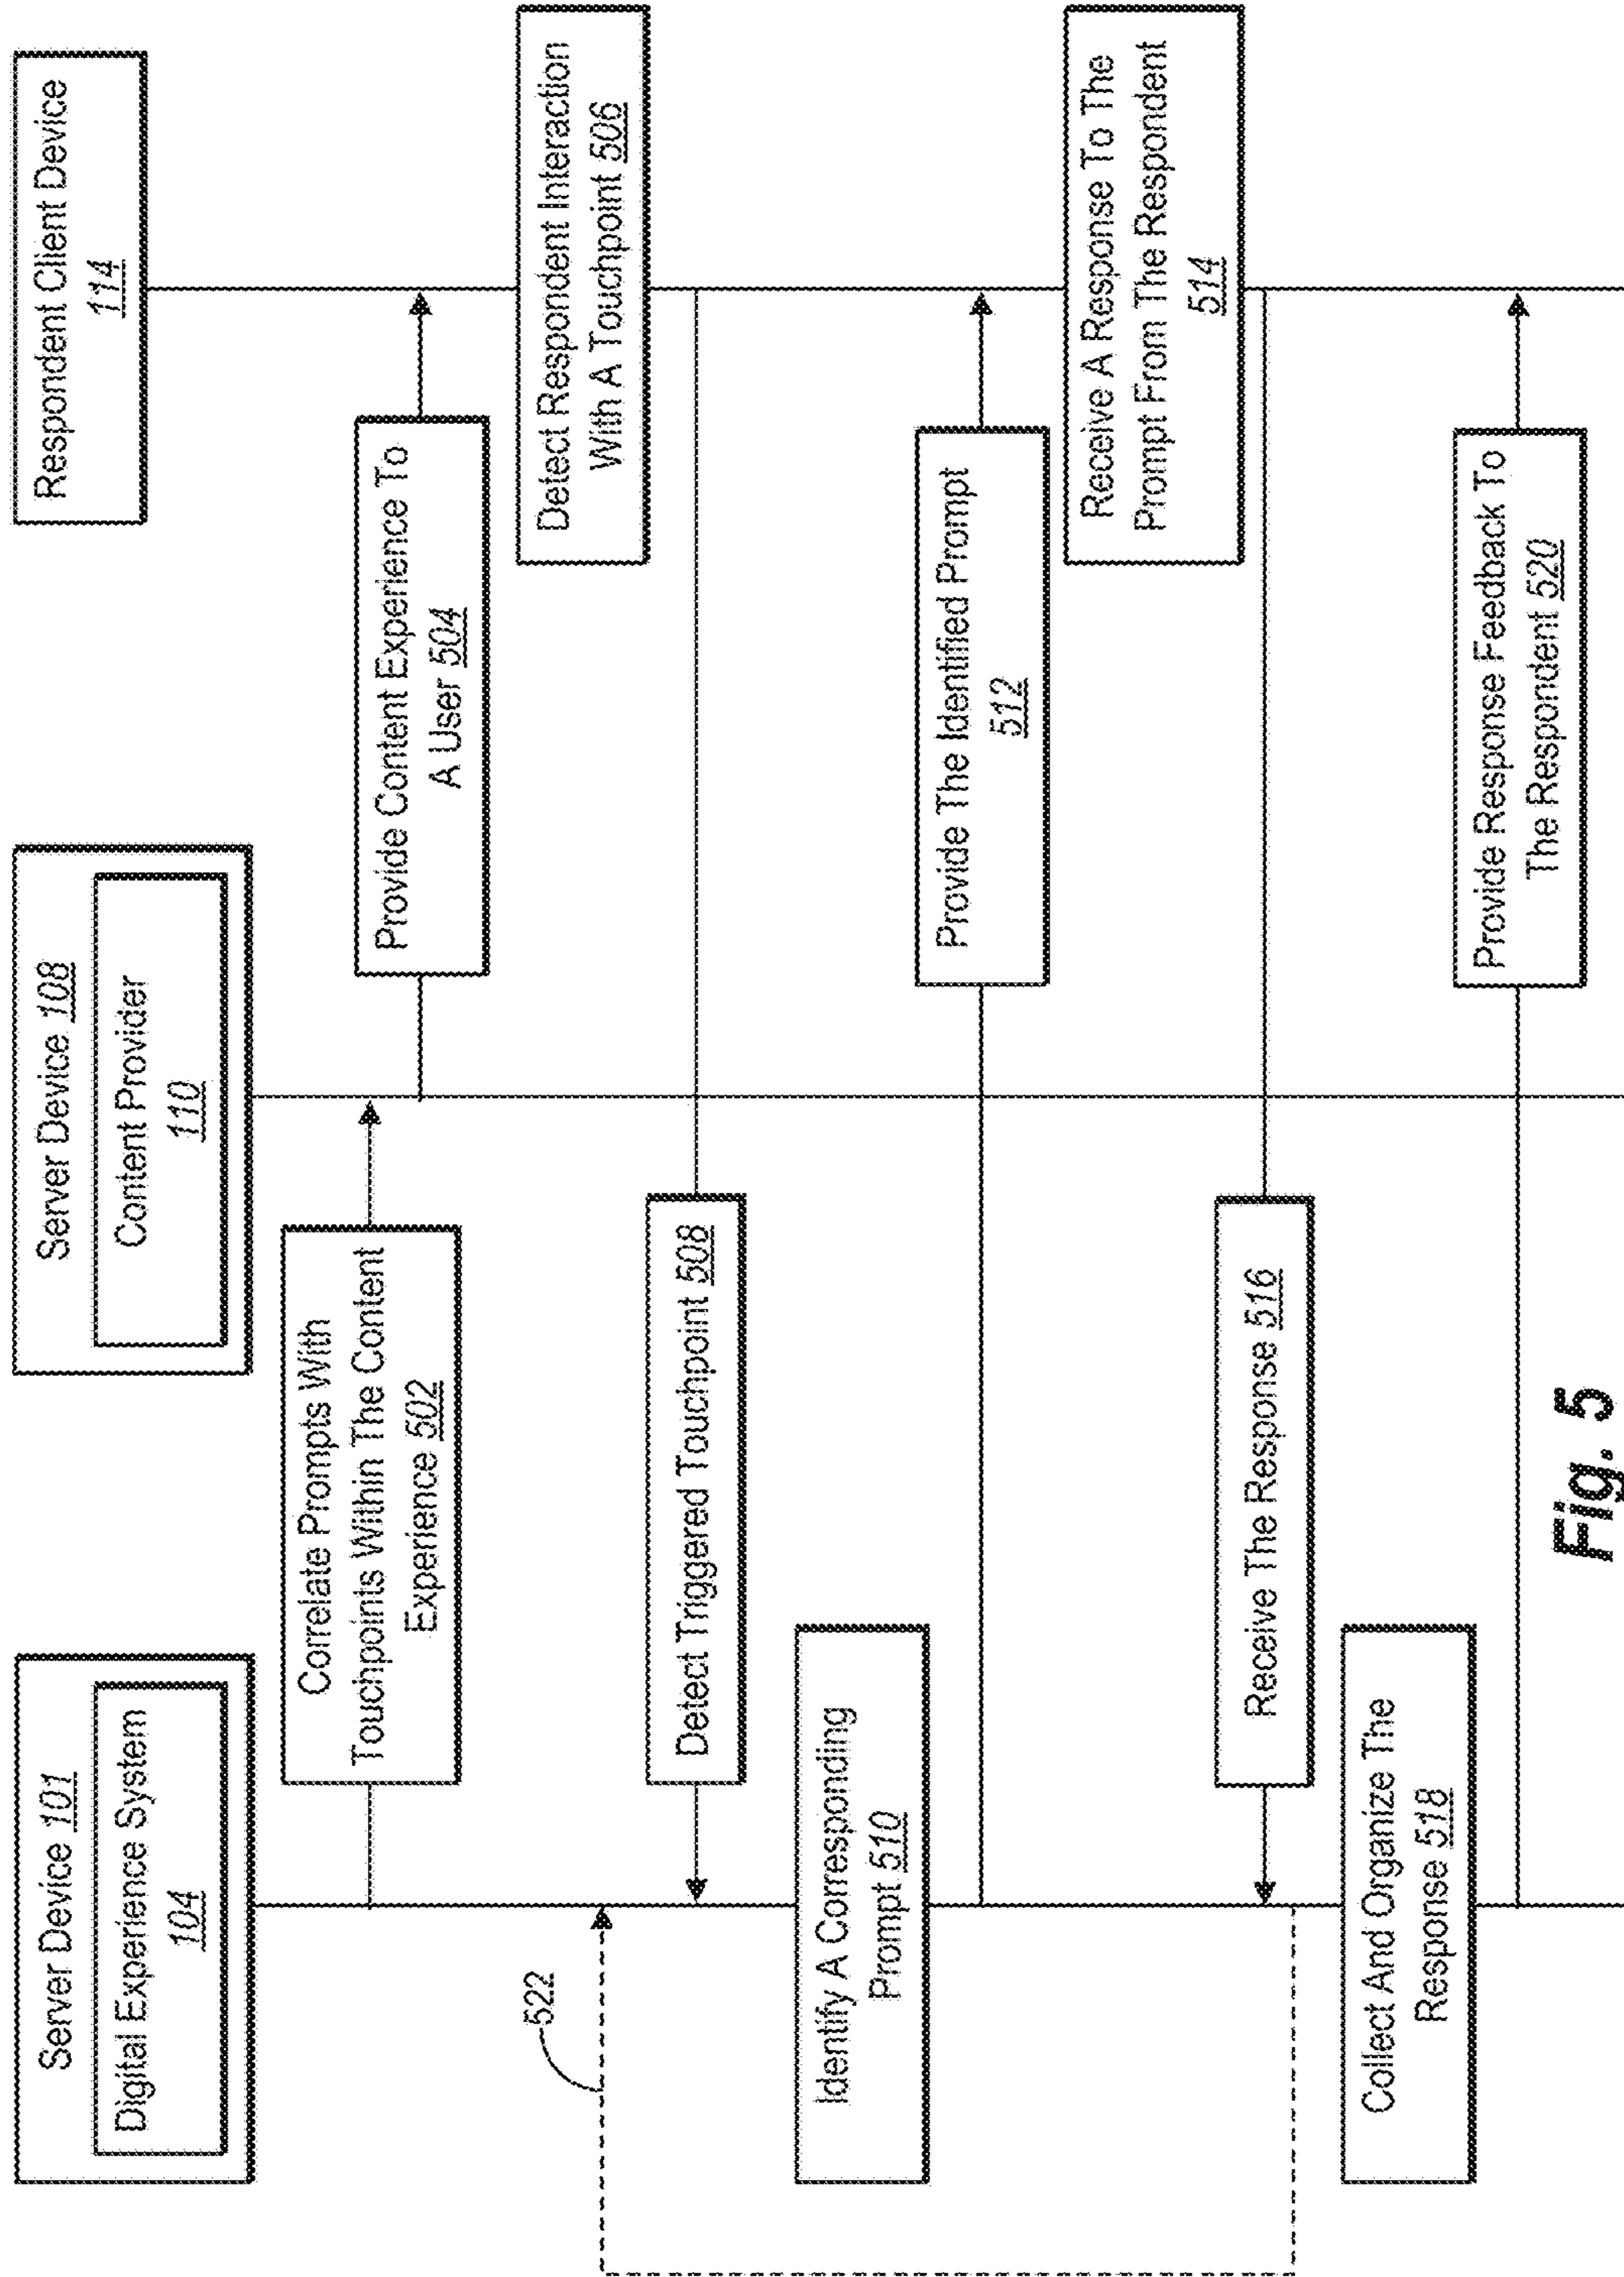 Server Device 101
Digital Experience System
104
Server Device 108
Content Provider
110
Respondent Client Device
114
Correlate Prompts With
Touchpoints Within The Content
Experience 502
Provide Content Experience To
A User 504
Detect Respondent Interaction
With A Touchpoint 506
522
Detect Triggered Touchpoint 508
Identify A Corresponding
Prompt 510
Provide The Identified Prompt
512
Receive A Response To The
Prompt From The Respondent
514
Receive The Response 516
Collect And Organize The
Response 518
Provide Response Feedback To
The Respondent 520
Fig. 5